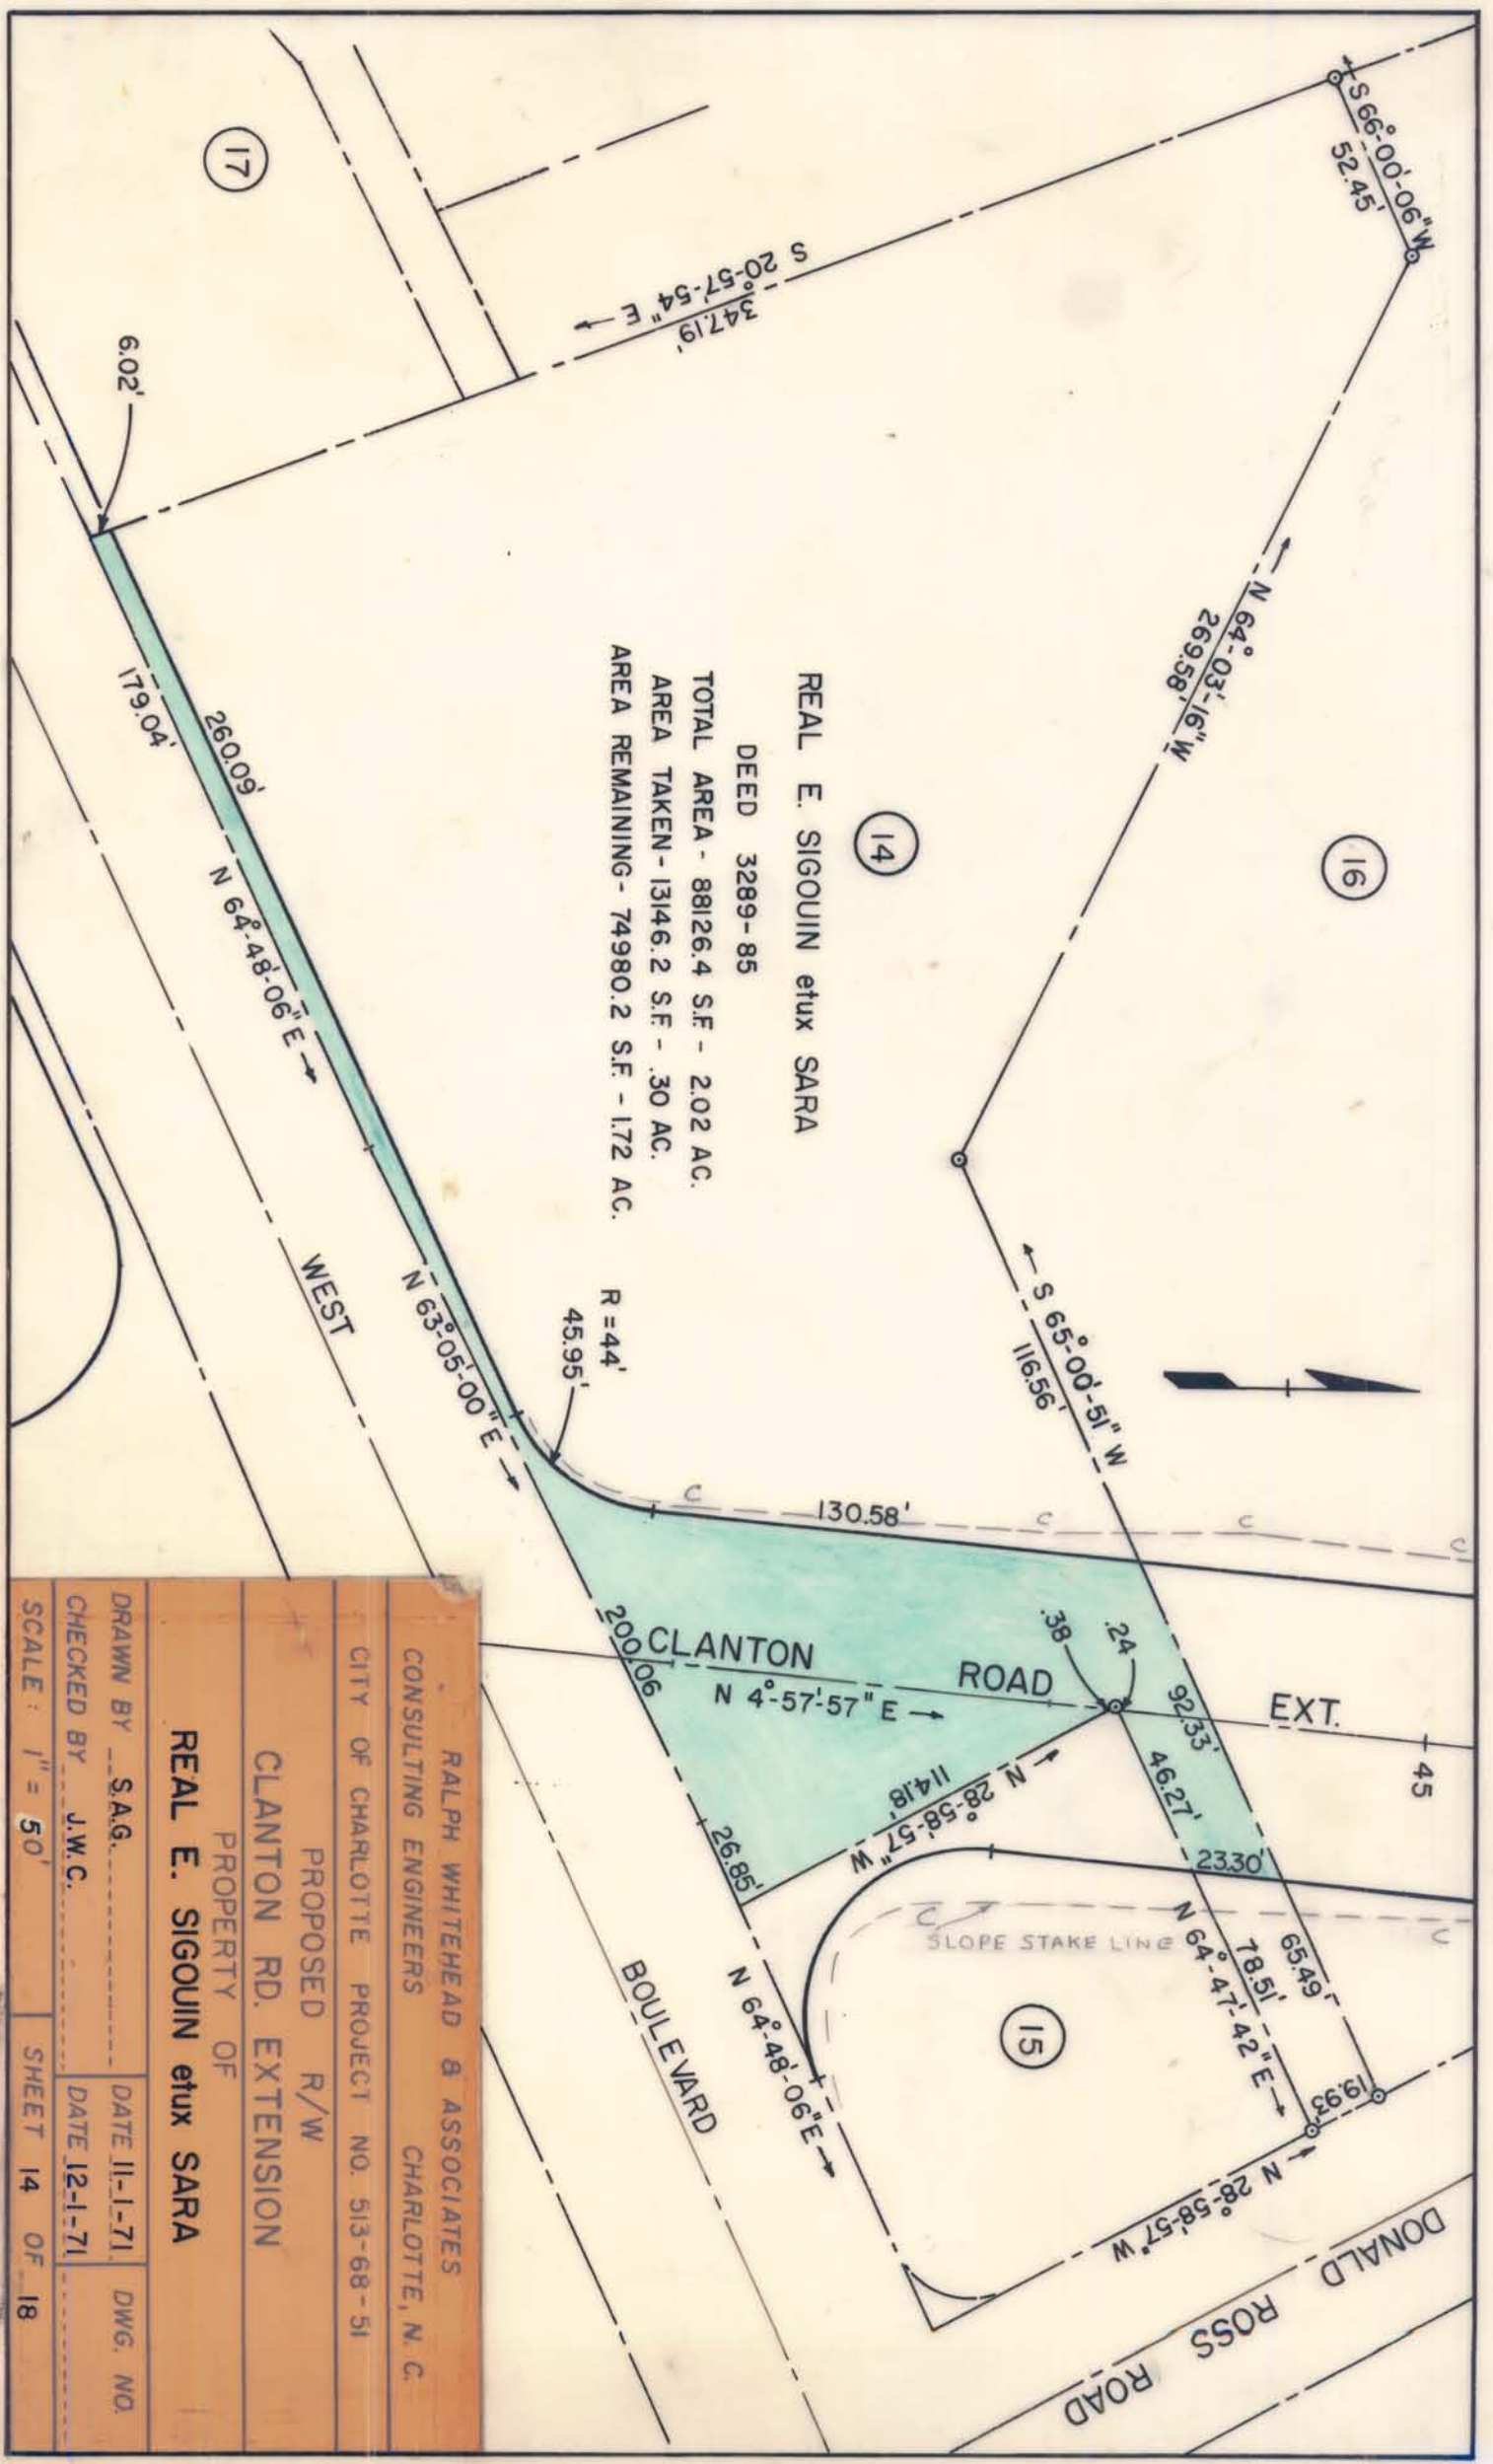 S 66°-00'-06" W
52.45'
N 64°-03'-16" W
269.58'
16
S 20°-57'-54" E
347.19'
17
6.02'
14
REAL E. SIGOUIN etux SARA
DEED 3289-85
TOTAL AREA - 88126.4 S.F. - 2.02 AC.
AREA TAKEN - 13146.2 S.F. - .30 AC.
AREA REMAINING - 74980.2 S.F. - 1.72 AC.
S 65°-00'-51" W
116.56'
R = 44'
45.95'
130.58'
C
C
C
C
260.09'
179.04'
N 64°-48'-06" E
N 63°-05'-00" E
WEST
BOULEVARD
CLANTON ROAD EXT.
N 4°-57'-57" E
45
.38
.24
92.33'
46.27'
200.06
26.85'
114.18'
N 28°-58'-57" W
23.30'
C
C
SLOPE STAKE LINE
65.49'
78.51'
N 64°-47'-42" E
19.93'
15
N 64°-48'-06" E
N 28°-58'-57" W
DONALD ROSS ROAD
RALPH WHITEHEAD & ASSOCIATES
CONSULTING ENGINEERS CHARLOTTE, N. C.
CITY OF CHARLOTTE PROJECT NO. 513-68-51
PROPOSED R/W
CLANTON RD. EXTENSION
PROPERTY OF
REAL E. SIGOUIN etux SARA
DRAWN BY S.A.G. DATE 11-1-71 DWG. NO.
CHECKED BY J.W.C. DATE 12-1-71
SCALE: 1" = 50' SHEET 14 OF 18